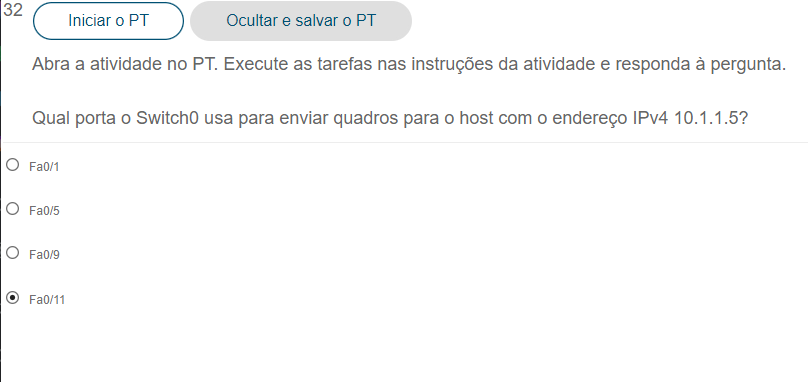 32
Iniciar o PT
Ocultar e salvar o PT
Abra a atividade no PT. Execute as tarefas nas instruções da atividade e responda à pergunta.
Qual porta o Switch0 usa para enviar quadros para o host com o endereço IPv4 10.1.1.5?
Fa0/1
Fa0/5
Fa0/9
Fa0/11